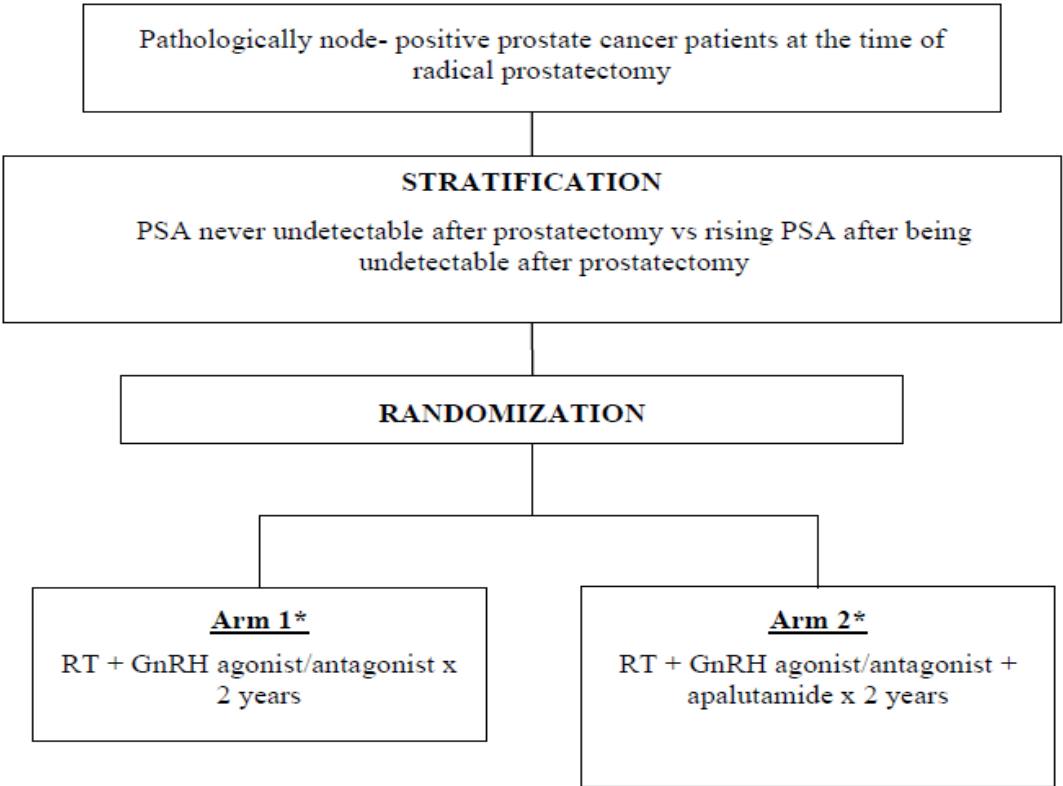 Pathologically node- positive prostate cancer patients at the time of
radical prostatectomy
STRATIFICATION
PSA never undetectable after prostatectomy vs rising PSA after being
undetectable after prostatectomy
RANDOMIZATION
Arm 1*
RT + GnRH agonist/antagonist x
2 years
Arm 2*
RT + GnRH agonist/antagonist +
apalutamide x 2 years